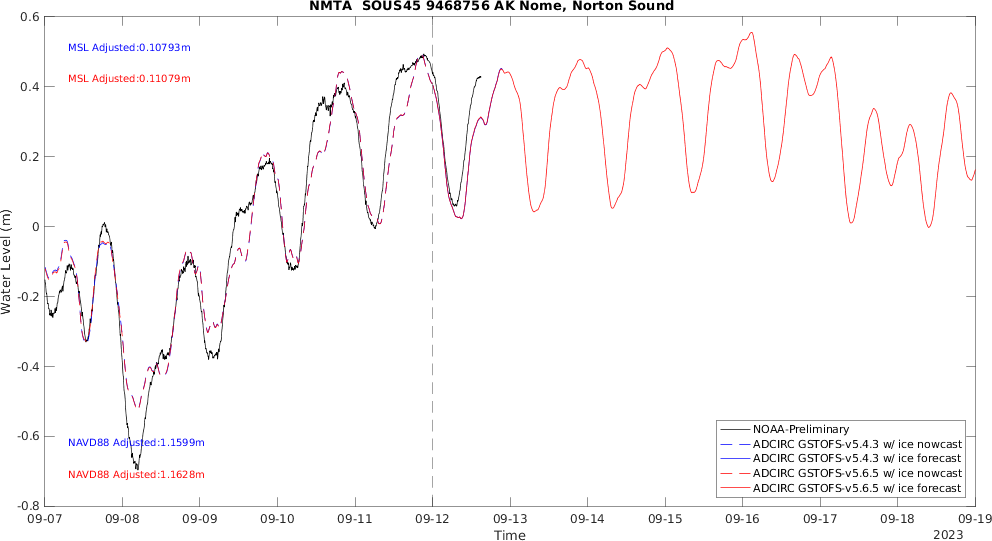 NMTA SOUS45 9468756 AK Nome, Norton Sound
0.6
0.4
0.2
0
-0.2
-0.4
-0.6
-0.8
Water Level (m)
MSL Adjusted:0.10793m
MSL Adjusted:0.11079m
NAVD88 Adjusted:1.1599m
NAVD88 Adjusted:1.1628m
NOAA-Preliminary
ADCIRC GSTOFS-v5.4.3 w/ ice nowcast
ADCIRC GSTOFS-v5.4.3 w/ ice forecast
ADCIRC GSTOFS-v5.6.5 w/ ice nowcast
ADCIRC GSTOFS-v5.6.5 w/ ice forecast
09-07 09-08 09-09 09-10 09-11 09-12 09-13 09-14 09-15 09-16 09-17 09-18 09-19
Time
2023